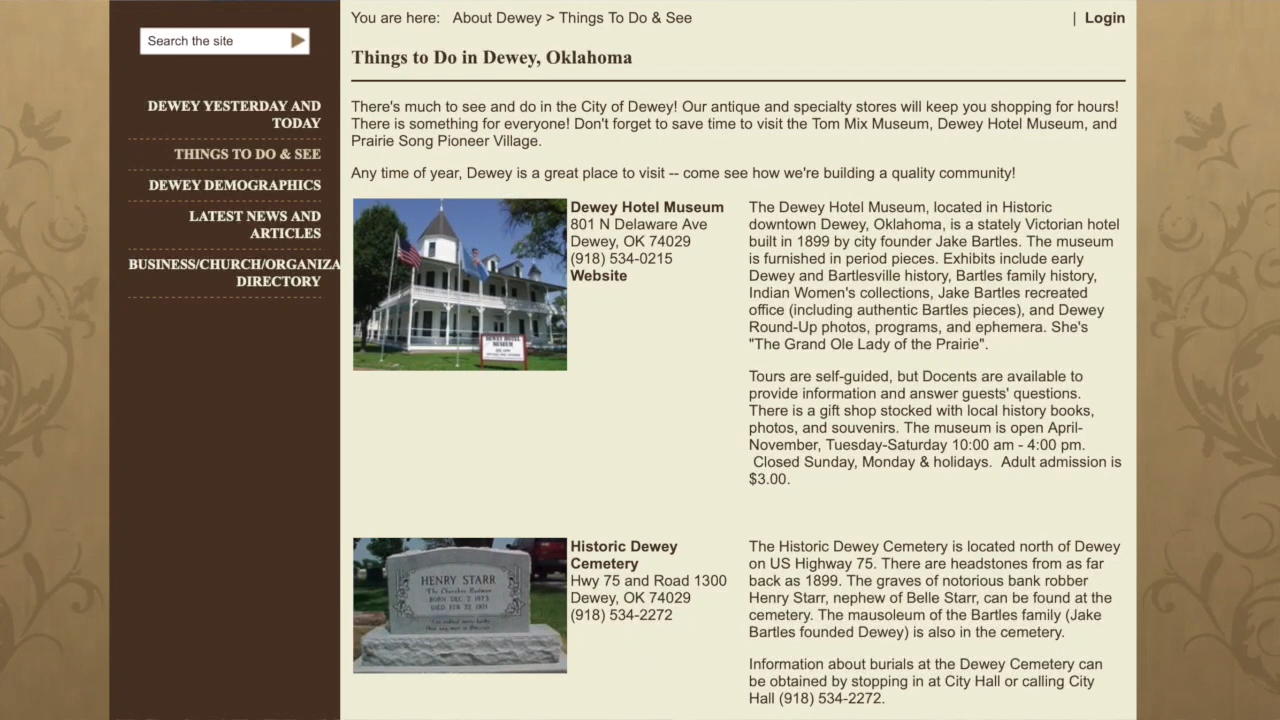 Search the site
DEWEY YESTERDAY AND
TODAY
THINGS TO DO & SEE
DEWEY DEMOGRAPHICS
LATEST NEWS AND
ARTICLES
BUSINESS/CHURCH/ORGANIZA
DIRECTORY
You are here: About Dewey > Things To Do & See
| Login
Things to Do in Dewey, Oklahoma
There's much to see and do in the City of Dewey! Our antique and specialty stores will keep you shopping for hours!
There is something for everyone! Don't forget to save time to visit the Tom Mix Museum, Dewey Hotel Museum, and
Prairie Song Pioneer Village.
Any time of year, Dewey is a great place to visit -- come see how we're building a quality community!
DEWEY HOTEL
MUSEUM
Dewey Hotel Museum
801 N Delaware Ave
Dewey, OK 74029
(918) 534-0215
Website
The Dewey Hotel Museum, located in Historic
downtown Dewey, Oklahoma, is a stately Victorian hotel
built in 1899 by city founder Jake Bartles. The museum
is furnished in period pieces. Exhibits include early
Dewey and Bartlesville history, Bartles family history,
Indian Women's collections, Jake Bartles recreated
office (including authentic Bartles pieces), and Dewey
Round-Up photos, programs, and ephemera. She's
"The Grand Ole Lady of the Prairie".
Tours are self-guided, but Docents are available to
provide information and answer guests' questions.
There is a gift shop stocked with local history books,
photos, and souvenirs. The museum is open April-
November, Tuesday-Saturday 10:00 am - 4:00 pm.
Closed Sunday, Monday & holidays. Adult admission is
$3.00.
HENRY STARR
The Cherokee Badman
BORN DEC. 2, 1873
DIED FEB. 22, 1921
Historic Dewey
Cemetery
Hwy 75 and Road 1300
Dewey, OK 74029
(918) 534-2272
The Historic Dewey Cemetery is located north of Dewey
on US Highway 75. There are headstones from as far
back as 1899. The graves of notorious bank robber
Henry Starr, nephew of Belle Starr, can be found at the
cemetery. The mausoleum of the Bartles family (Jake
Bartles founded Dewey) is also in the cemetery.
Information about burials at the Dewey Cemetery can
be obtained by stopping in at City Hall or calling City
Hall (918) 534-2272.